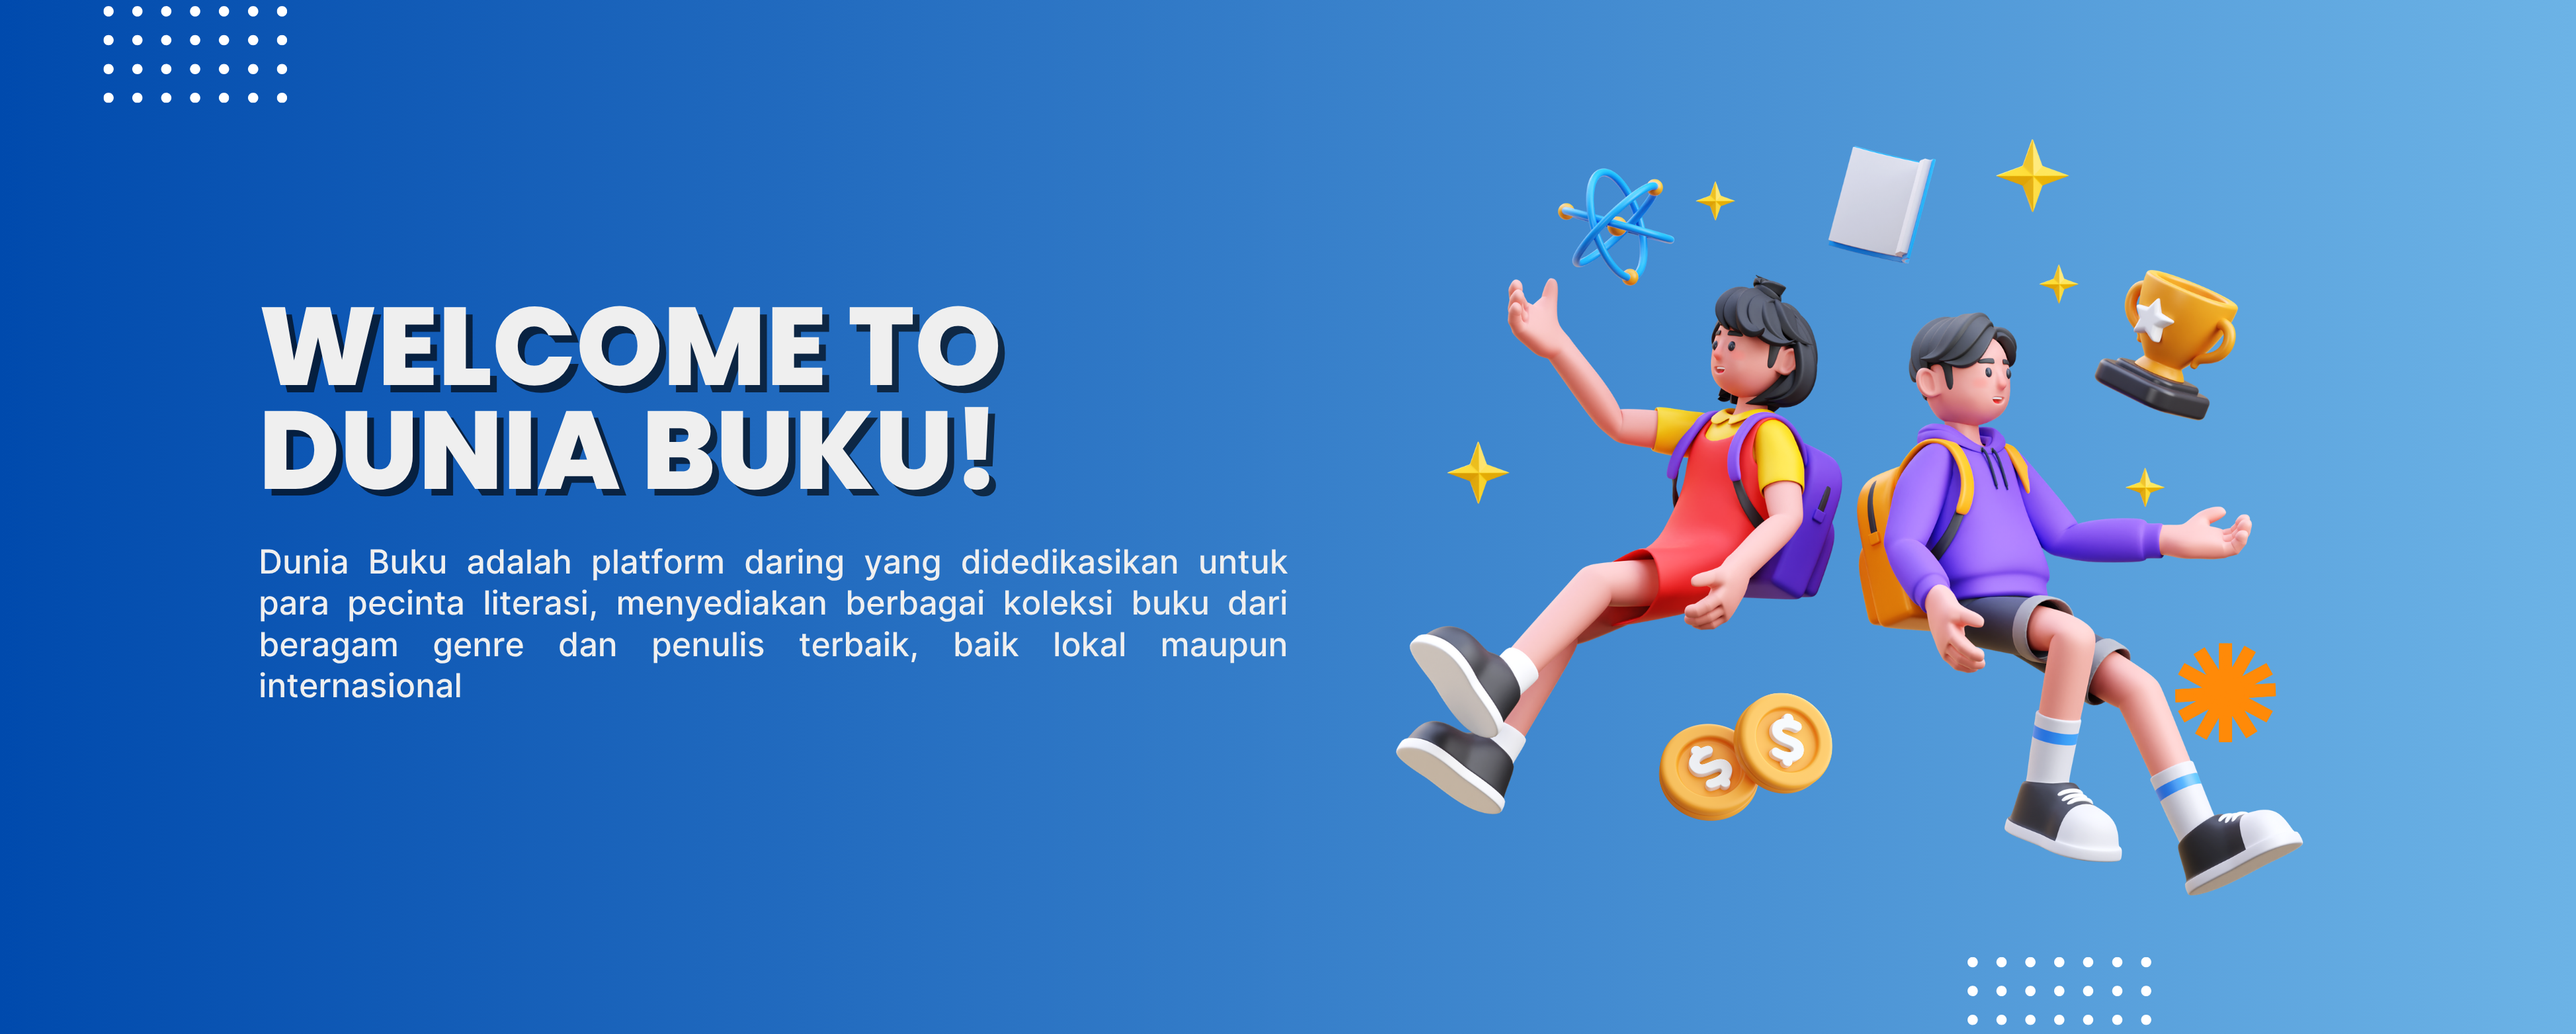 WELCOME TO
DUNIA BUKU!
Dunia Buku adalah platform daring yang didedikasikan untuk
para pecinta literasi, menyediakan berbagai koleksi buku dari
beragam genre dan penulis terbaik, baik lokal maupun
internasional
$ $